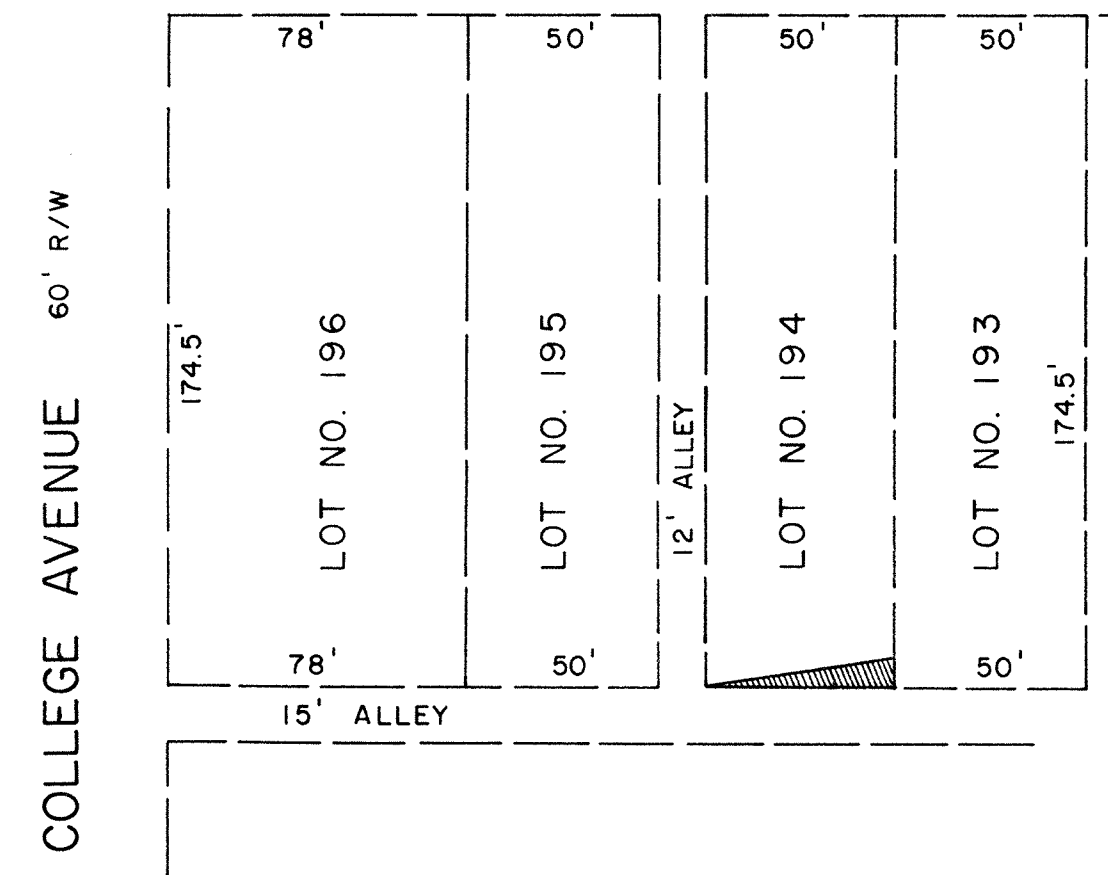 78'
50'
50'
50'
COLLEGE AVENUE 60' R/W
174.5'
LOT NO. 196
LOT NO. 195
12' ALLEY
LOT NO. 194
LOT NO. 193
174.5'
78'
50'
50'
15' ALLEY